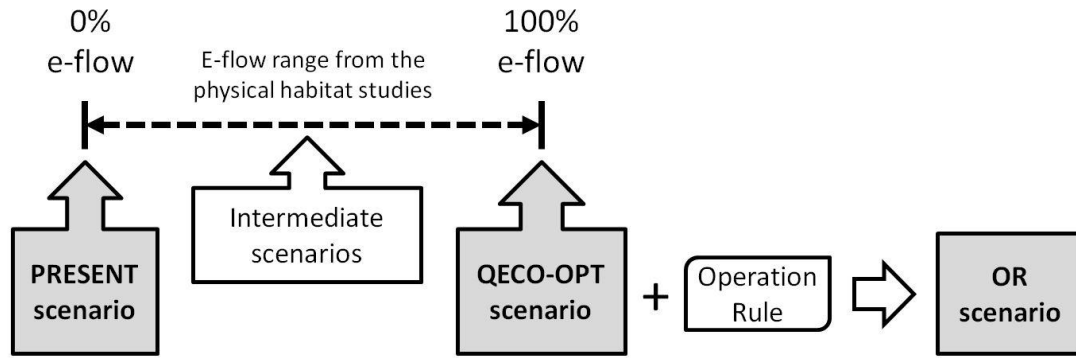 0%
e-flow
E-flow range from the
physical habitat studies
100%
e-flow
Intermediate
scenarios
PRESENT
scenario
QECO-OPT
scenario
+
Operation
Rule
OR
scenario